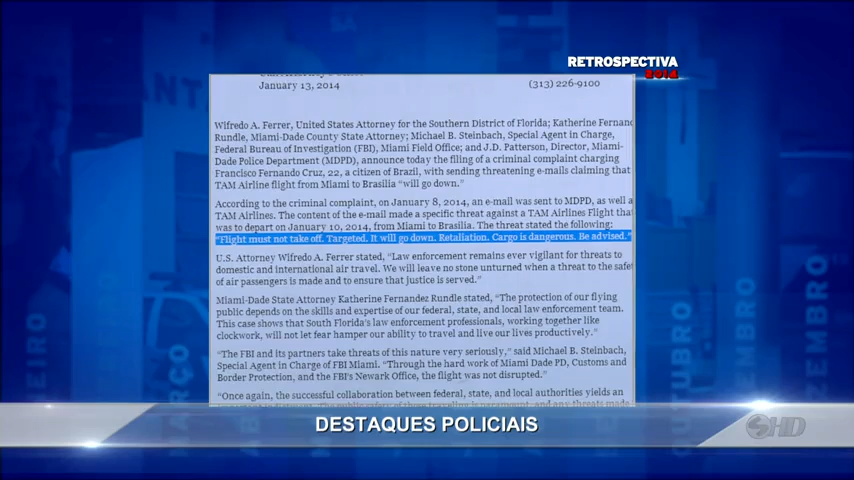 RETROSPECTIVA
2014
January 13, 2014 (313) 226-9100
Wifredo A. Ferrer, United States Attorney for the Southern District of Florida; Katherine Fernand
Rundle, Miami-Dade County State Attorney; Michael B. Steinbach, Special Agent in Charge,
Federal Bureau of Investigation (FBI), Miami Field Office; and J.D. Patterson, Director, Miami-
Dade Police Department (MDPD), announce today the filing of a criminal complaint charging
Francisco Fernando Cruz, 22, a citizen of Brazil, with sending threatening e-mails claiming that
TAM Airline flight from Miami to Brasilia “will go down.”
According to the criminal complaint, on January 8, 2014, an e-mail was sent to MDPD, as well a
TAM Airlines. The content of the e-mail made a specific threat against a TAM Airlines Flight tha
was to depart on January 10, 2014, from Miami to Brasilia. The threat stated the following:
“Flight must not take off. Targeted. It will go down. Retaliation. Cargo is dangerous. Be advised.”
U.S. Attorney Wifredo A. Ferrer stated, “Law enforcement remains ever vigilant for threats to
domestic and international air travel. We will leave no stone unturned when a threat to the safe
of air passengers is made and to ensure that justice is served.”
Miami-Dade State Attorney Katherine Fernandez Rundle stated, “The protection of our flying
public depends on the skills and expertise of our federal, state, and local law enforcement team.
This case shows that South Florida’s law enforcement professionals, working together like
clockwork, will not let fear hamper our ability to travel and live our lives productively.”
“The FBI and its partners take threats of this nature very seriously,” said Michael B. Steinbach,
Special Agent in Charge of FBI Miami. “Through the hard work of Miami Dade PD, Customs and
Border Protection, and the FBI’s Newark Office, the flight was not disrupted.”
“Once again, the successful collaboration between federal, state, and local authorities yields an
and any threats made
DESTAQUES POLICIAIS
HD
MARÇO
OUTUBRO